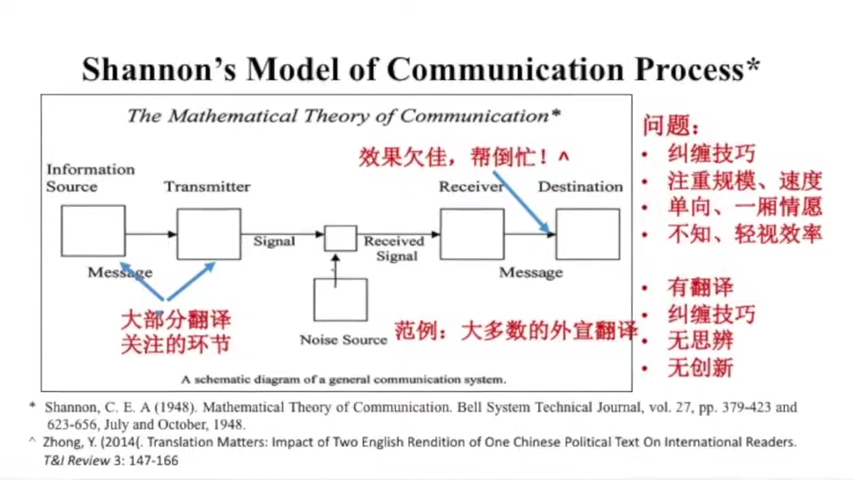 Shannon's Model of Communication Process*
The Mathematical Theory of Communication*
效果欠佳，帮倒忙！^
Information
Source
Transmitter
Receiver
Destination
Signal
Received
Signal
Message
Message
Noise Source
大部分翻译
关注的环节
范例：大多数的外宣翻译
A schematic diagram of a general communication system.
问题：
• 纠缠技巧
• 注重规模、速度
• 单向、一厢情愿
• 不知、轻视效率
• 有翻译
• 纠缠技巧
• 无思辨
• 无创新
* Shannon, C. E. A (1948). Mathematical Theory of Communication. Bell System Technical Journal, vol. 27, pp. 379-423 and
623-656, July and October, 1948.
^ Zhong, Y. (2014(. Translation Matters: Impact of Two English Rendition of One Chinese Political Text On International Readers.
T&I Review 3: 147-166